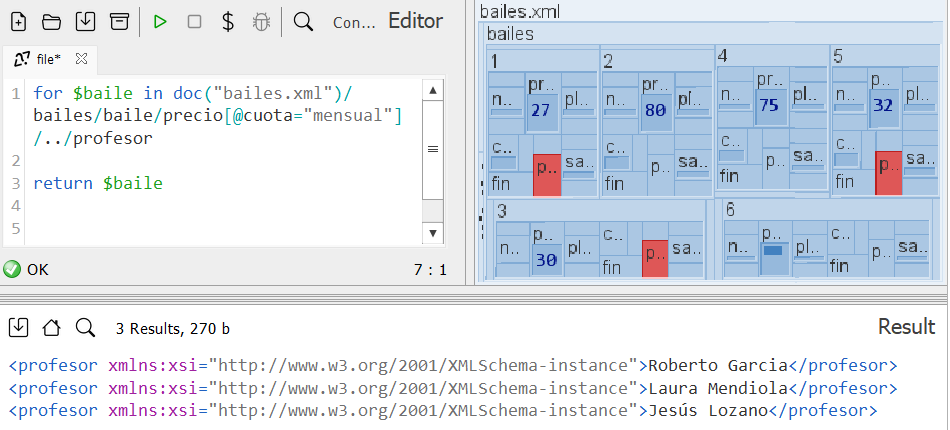 Con... Editor
file*
1 for $baile in doc("bailes.xml")/
bailes/baile/precio[@cuota="mensual"]
/../profesor
2
3 return $baile
4
5
OK 7 : 1
bailes.xml
bailes
1 2 4 5
n.. pr.. 27 pl.. c.. p.. sa.. fin
n.. pr.. 80 pl.. c.. p.. sa.. fin
n.. pr.. 75 pl.. c.. p.. sa.. fin
n.. pr.. 32 pl.. c.. p.. sa.. fin
3 6
n.. p.. 30 pl.. c.. p.. sa.. fin
n.. p.. pl.. c.. p.. sa.. fin
3 Results, 270 b Result
<profesor xmlns:xsi="http://www.w3.org/2001/XMLSchema-instance">Roberto Garcia</profesor>
<profesor xmlns:xsi="http://www.w3.org/2001/XMLSchema-instance">Laura Mendiola</profesor>
<profesor xmlns:xsi="http://www.w3.org/2001/XMLSchema-instance">Jesús Lozano</profesor>